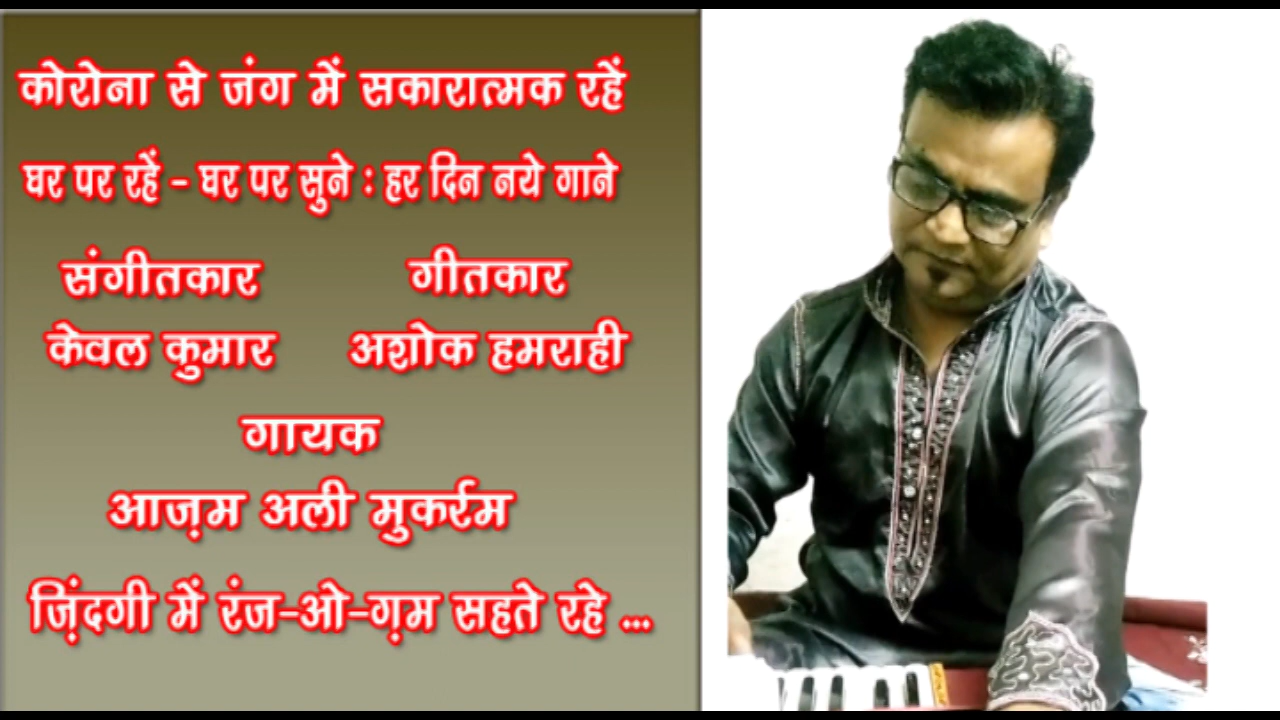 कोरोना से जंग में सकारात्मक रहें
घर पर रहें - घर पर सुने : हर दिन नये गाने
संगीतकार गीतकार
केवल कुमार अशोक हमराही
गायक
आज़म अली मुकर्रम
ज़िंदगी में रंज-ओ-ग़म सहते रहे ...